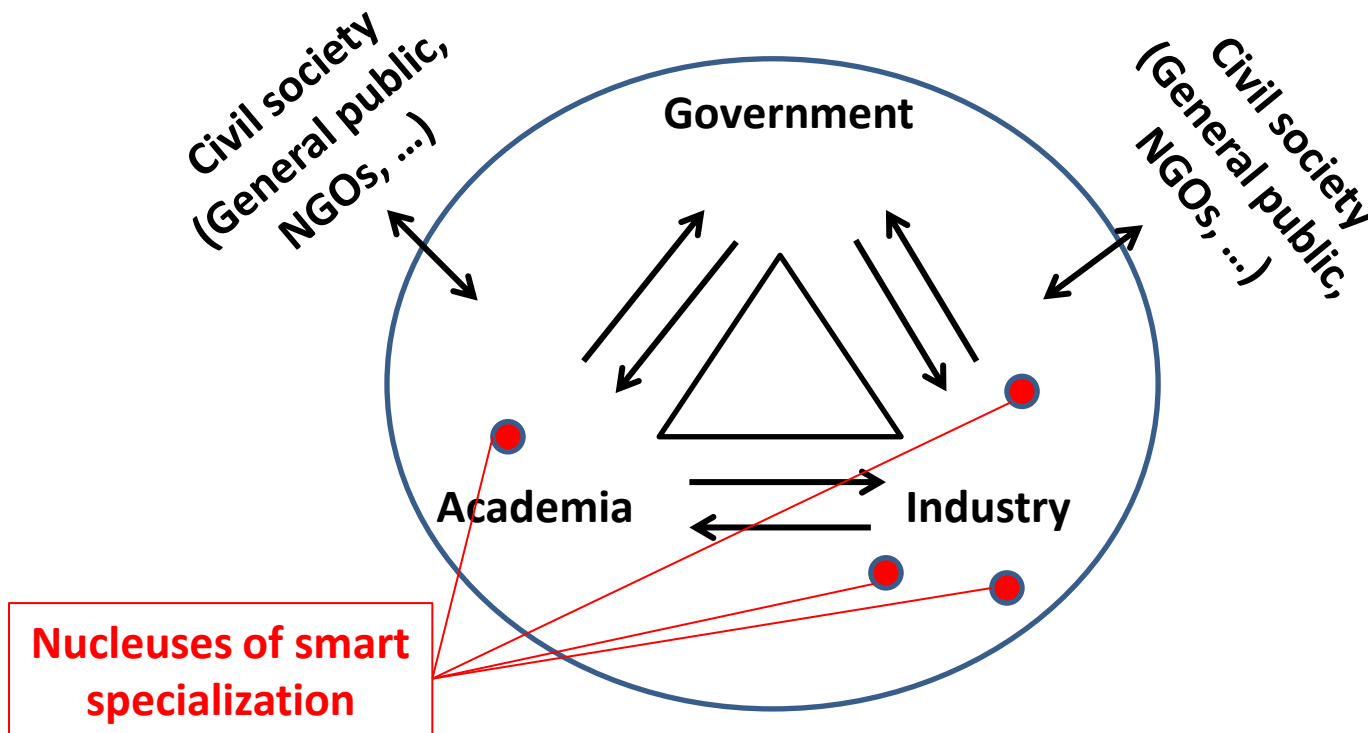 Civil society
(General public,
NGOs, ...)
Civil society
(General public,
NGOs, ...)
Government
Academia
Industry
Nucleuses of smart
specialization